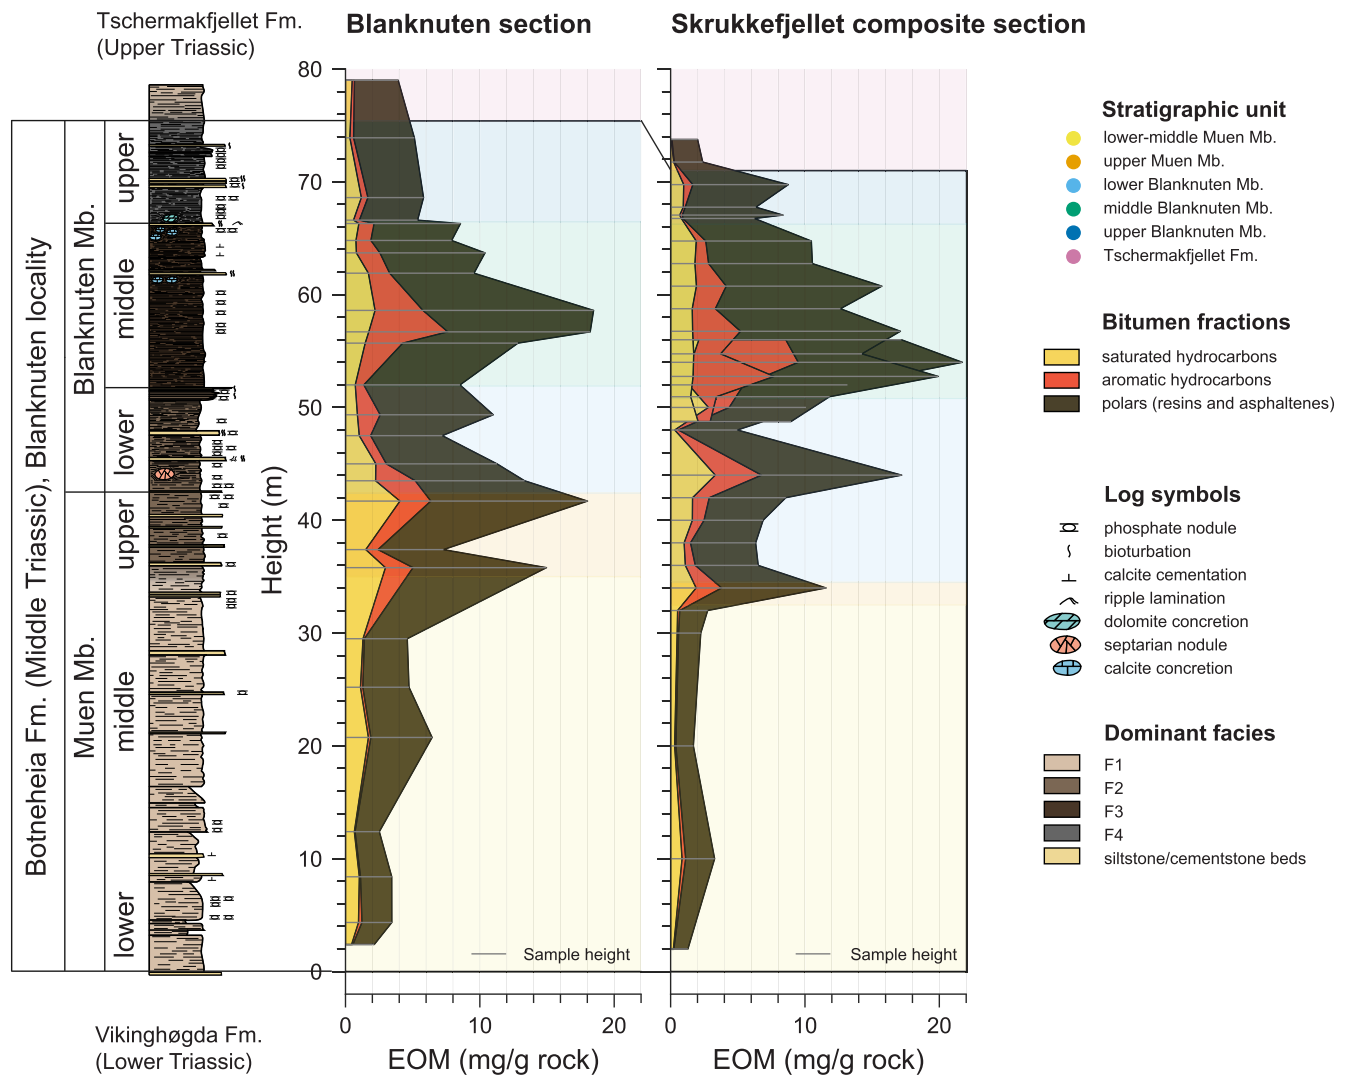 Tschermakfjellet Fm.
(Upper Triassic)
Blanknuten section
Skrukkefjellet composite section
Botneheia Fm. (Middle Triassic), Blanknuten locality
Blanknuten Mb.
Muen Mb.
upper
middle
lower
upper
middle
lower
Vikinghøgda Fm.
(Lower Triassic)
Height (m)
80
70
60
50
40
30
20
10
0
Sample height
Sample height
0 10 20
EOM (mg/g rock)
0 10 20
EOM (mg/g rock)
Stratigraphic unit
lower-middle Muen Mb.
upper Muen Mb.
lower Blanknuten Mb.
middle Blanknuten Mb.
upper Blanknuten Mb.
Tschermakfjellet Fm.
Bitumen fractions
saturated hydrocarbons
aromatic hydrocarbons
polars (resins and asphaltenes)
Log symbols
phosphate nodule
bioturbation
calcite cementation
ripple lamination
dolomite concretion
septarian nodule
calcite concretion
Dominant facies
F1
F2
F3
F4
siltstone/cementstone beds